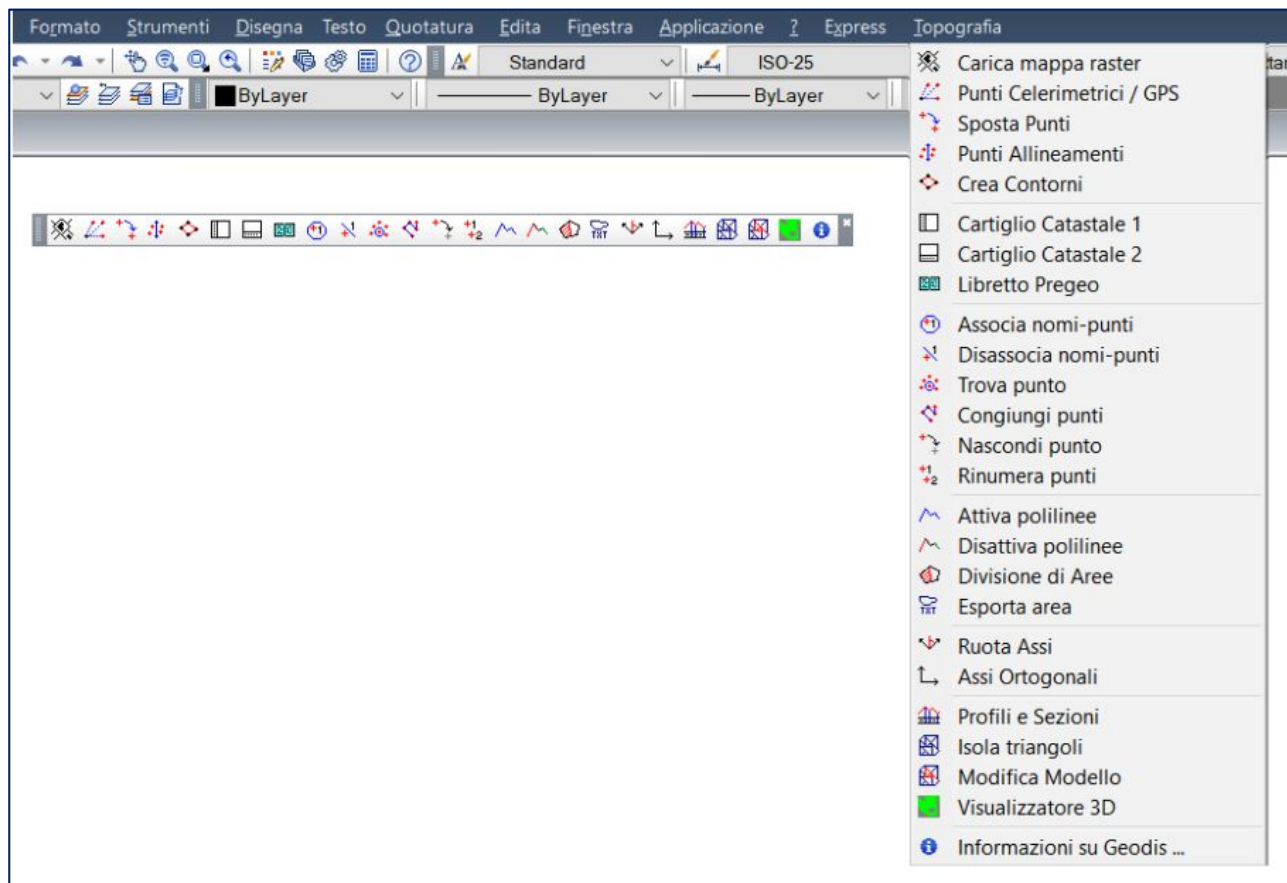 Formato Strumenti Disegna Testo Quotatura Edita Finestra Applicazione ? Express Topografia
Standard ISO-25
ByLayer ByLayer ByLayer
Carica mappa raster
Punti Celerimetrici / GPS
Sposta Punti
Punti Allineamenti
Crea Contorni
Cartiglio Catastale 1
Cartiglio Catastale 2
Libretto Pregeo
Associa nomi-punti
Disassocia nomi-punti
Trova punto
Congiungi punti
Nascondi punto
Rinumera punti
Attiva polilinee
Disattiva polilinee
Divisione di Aree
Esporta area
Ruota Assi
Assi Ortogonali
Profili e Sezioni
Isola triangoli
Modifica Modello
Visualizzatore 3D
Informazioni su Geodis ...